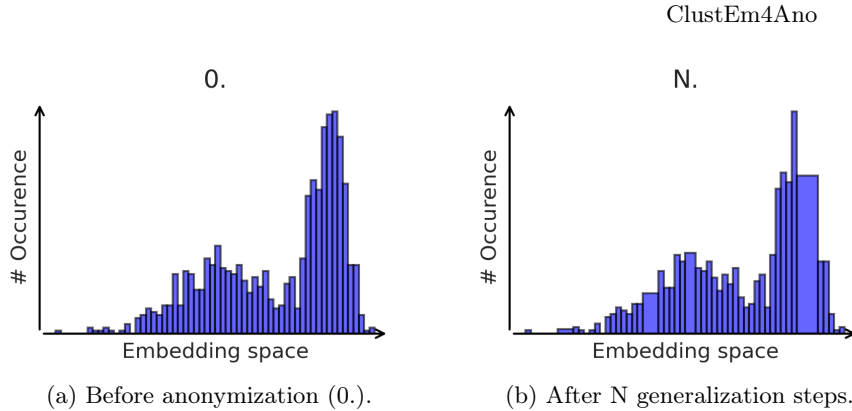 ClustEm4Ano
0.
N.
# Occurence
# Occurence
Embedding space
Embedding space
(a) Before anonymization (0.).
(b) After N generalization steps.